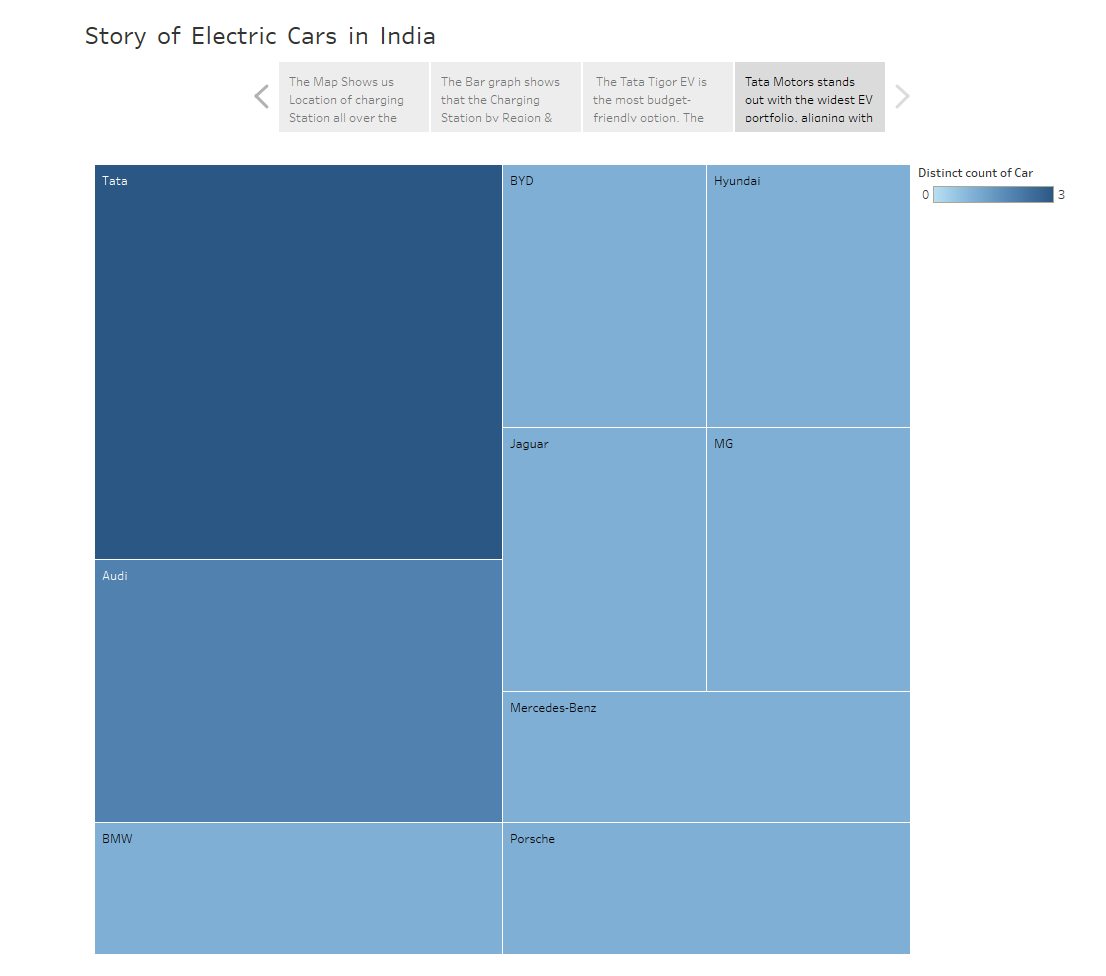 Story of Electric Cars in India
The Map Shows us
Location of charging
Station all over the
The Bar graph shows
that the Charging
Station by Region &
The Tata Tigor EV is
the most budget-
friendly option. The
Tata Motors stands
out with the widest EV
portfolio, aligning with
Tata
BYD
Hyundai
Distinct count of Car
0 3
Jaguar
MG
Audi
Mercedes-Benz
BMW
Porsche